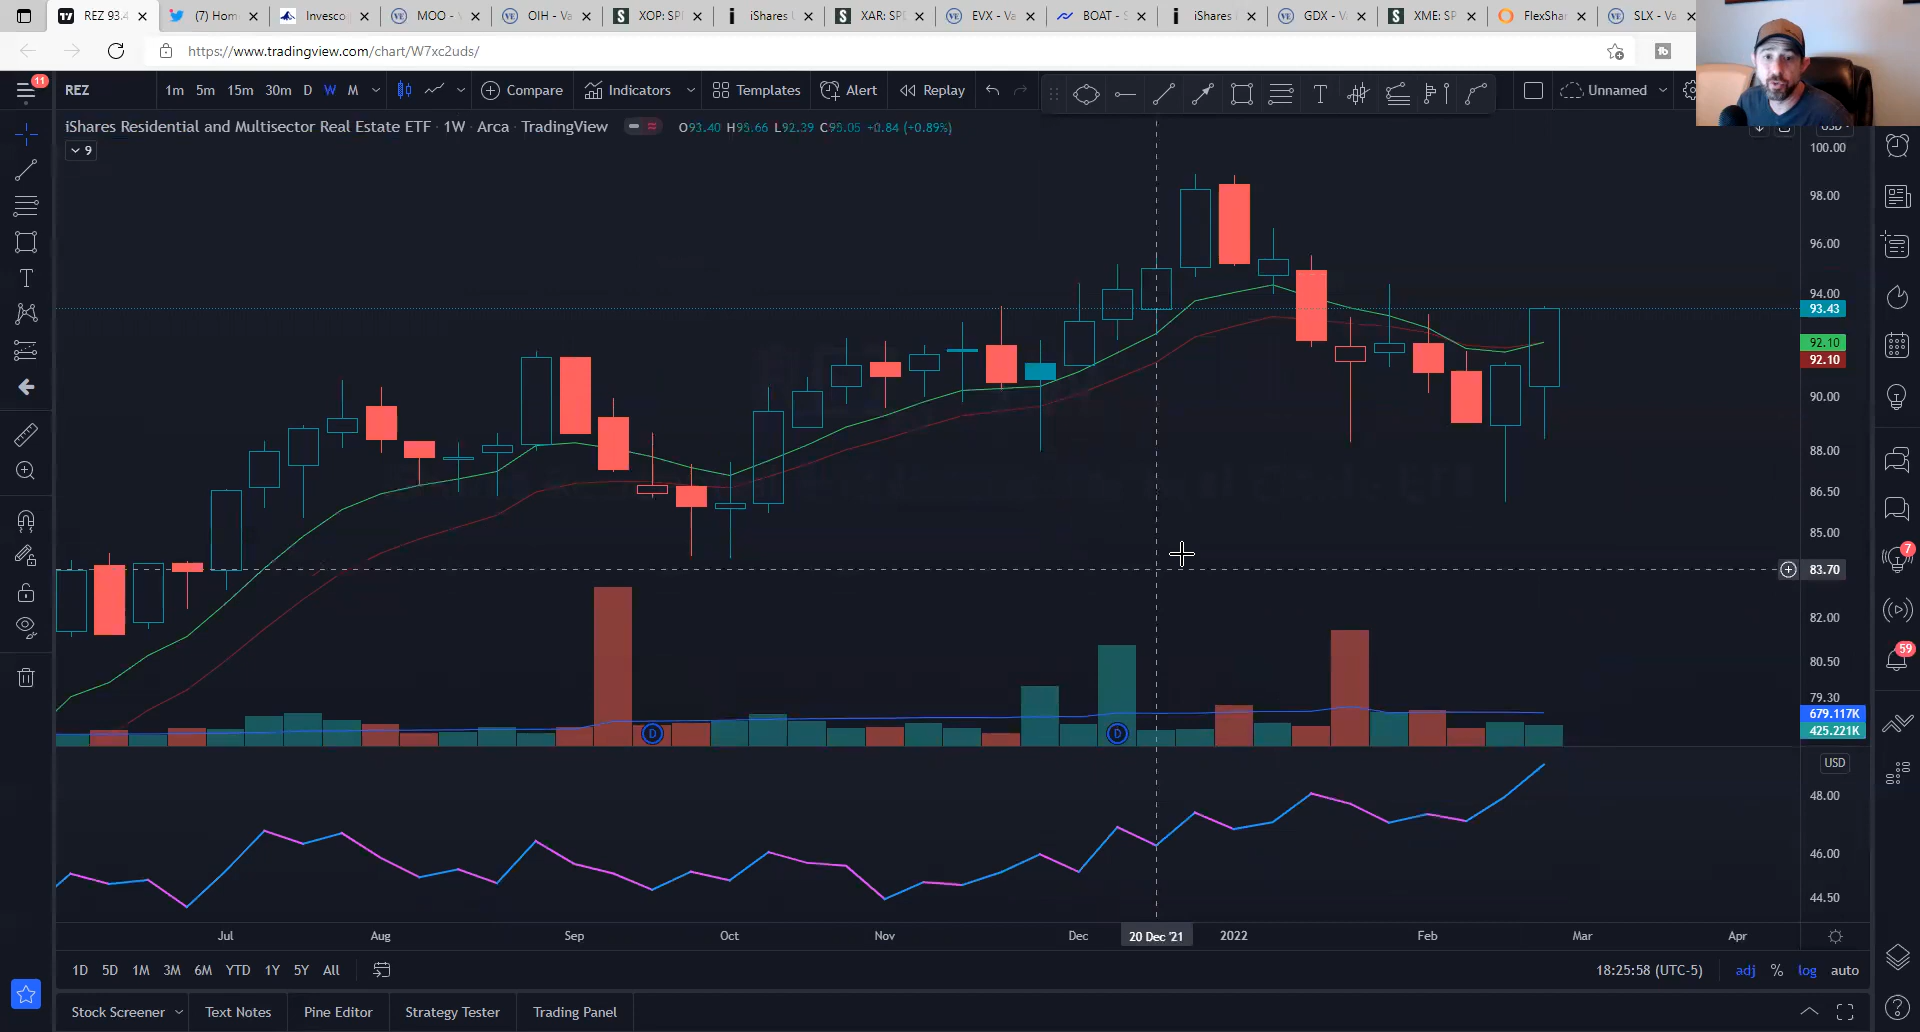 REZ 93.4
(7) Hom
Invesco
MOO - V
OIH - Va
XOP: SP
iShares
XAR: SP
EVX - Va
BOAT - S
iShares
GDX - Va
XME: SP
FlexShar
SLX - Va
https://www.tradingview.com/chart/W7xc2uds/
11
REZ
1m 5m 15m 30m D W M
Compare
Indicators
Templates
Alert
Replay
T
Unnamed
iShares Residential and Multisector Real Estate ETF · 1W · Arca · TradingView
O93.40 H95.66 L92.39 C95.05 +0.84 (+0.89%)
9
100.00
98.00
96.00
94.00
93.43
92.10
92.10
90.00
88.00
86.50
85.00
83.70
82.00
80.50
79.30
679.117K
425.221K
D
D
USD
48.00
46.00
44.50
7
59
Jul
Aug
Sep
Oct
Nov
Dec
20 Dec '21
2022
Feb
Mar
Apr
1D 5D 1M 3M 6M YTD 1Y 5Y All
18:25:58 (UTC-5)
adj % log auto
Stock Screener
Text Notes
Pine Editor
Strategy Tester
Trading Panel